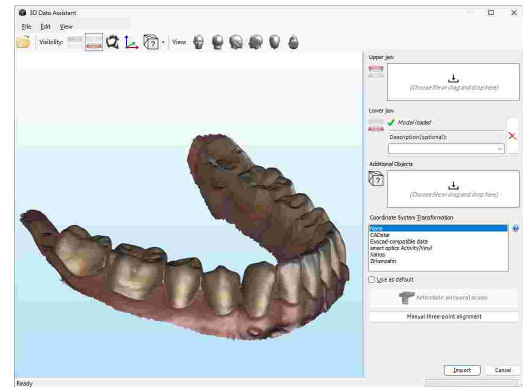 3D Data Assistant
File Edit View
Visibility: View:
Upper jaw
(Choose file or drag and drop here)
Lower jaw
Model loaded
Description(optional):
Additional Objects
(Choose file or drag and drop here)
Coordinate System Transformation
None
CADstar
Exocad-compatible data
smart optics Activity/Vinyl
Xanos
Zirkonzahn
Use as default
Articulate intraoral scans
Manual three-point alignment
Import Cancel
Ready